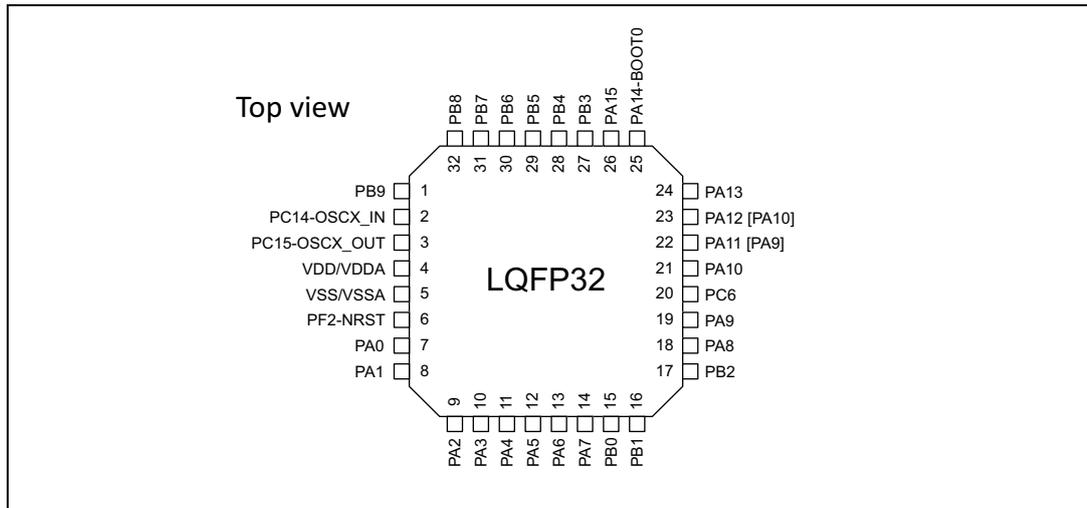 Top view
PB8
PB7
PB6
PB5
PB4
PB3
PA15
PA14-BOOT0
32
31
30
29
28
27
26
25
PB9 1
PC14-OSCX_IN 2
PC15-OSCX_OUT 3
VDD/VDDA 4
VSS/VSSA 5
PF2-NRST 6
PA0 7
PA1 8
LQFP32
24 PA13
23 PA12 [PA10]
22 PA11 [PA9]
21 PA10
20 PC6
19 PA9
18 PA8
17 PB2
9
10
11
12
13
14
15
16
PA2
PA3
PA4
PA5
PA6
PA7
PB0
PB1